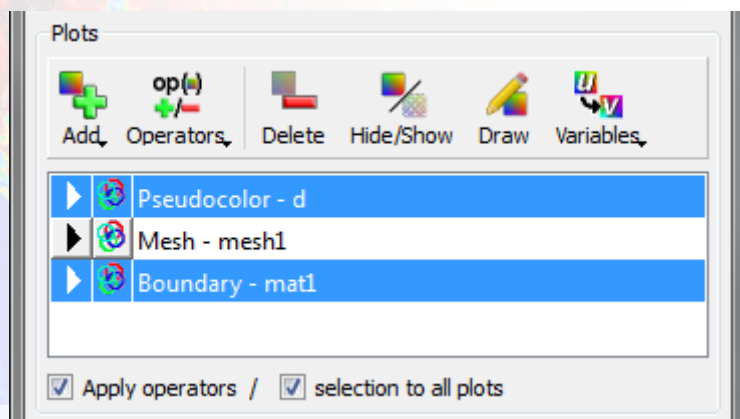 Plots
op(=)
+/-
Add Operators Delete Hide/Show Draw Variables
U
V
Pseudocolor - d
Mesh - mesh1
Boundary - mat1
Apply operators / selection to all plots